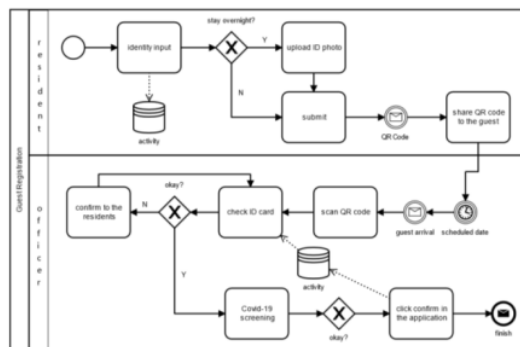 Guest Registration
resident
stay overnight?
identity input
X
Y
upload ID photo
N
submit
activity
QR Code
share QR code
to the guest
officer
okay?
confirm to the
residents
N
X
check ID card
scan QR code
guest arrival
scheduled date
Y
activity
Covid-19
screening
X
okay?
click confirm in
the application
finish